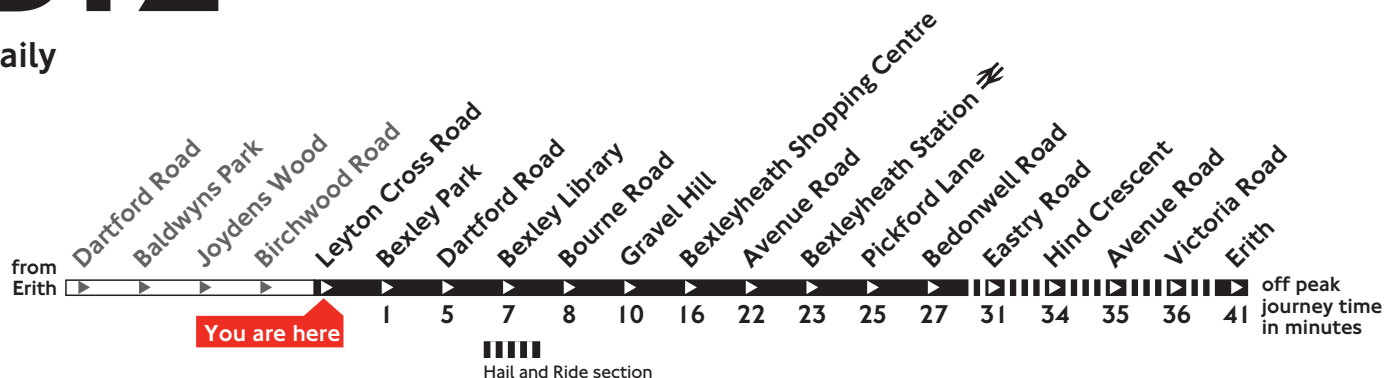 aily
from
Erith
Dartford Road
Baldwyns Park
Joydens Wood
Birchwood Road
Leyton Cross Road
Bexley Park
Dartford Road
Bexley Library
Bourne Road
Gravel Hill
Bexleyheath Shopping Centre
Avenue Road
Bexleyheath Station
Pickford Lane
Bedonwell Road
Eastry Road
Hind Crescent
Avenue Road
Victoria Road
Erith
off peak
journey time
in minutes
You are here
1 5 7 8 10 16 22 23 25 27 31 34 35 36 41
Hail and Ride section